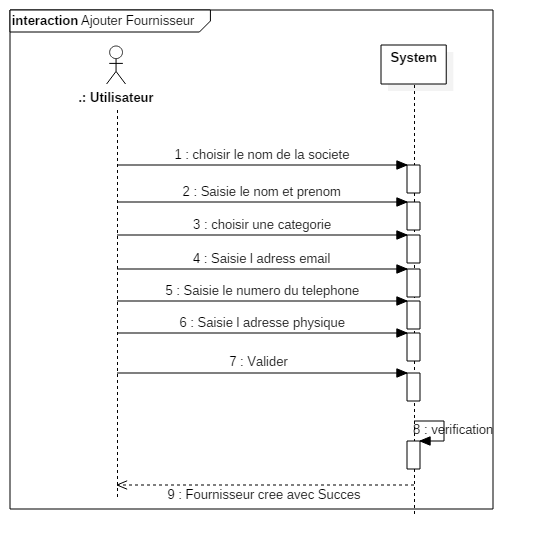 interaction Ajouter Fournisseur
System
.: Utilisateur
1 : choisir le nom de la societe
2 : Saisie le nom et prenom
3 : choisir une categorie
4 : Saisie l adress email
5 : Saisie le numero du telephone
6 : Saisie l adresse physique
7 : Valider
8 : verification
9 : Fournisseur cree avec Succes